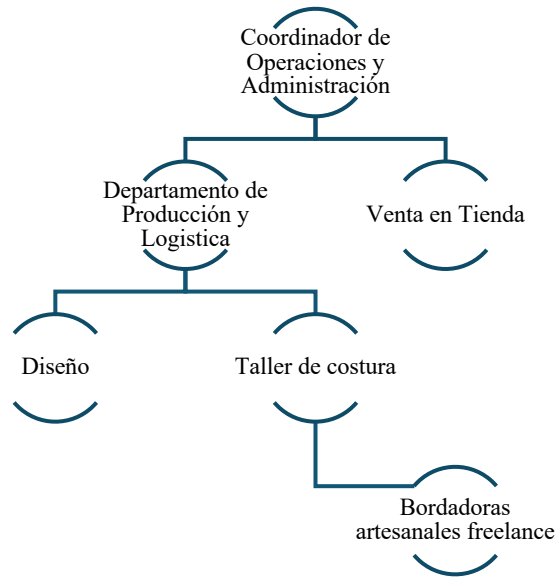 Coordinador de
Operaciones y
Administración
Departamento de
Producción y
Logistica
Venta en Tienda
Diseño
Taller de costura
Bordadoras
artesanales freelance